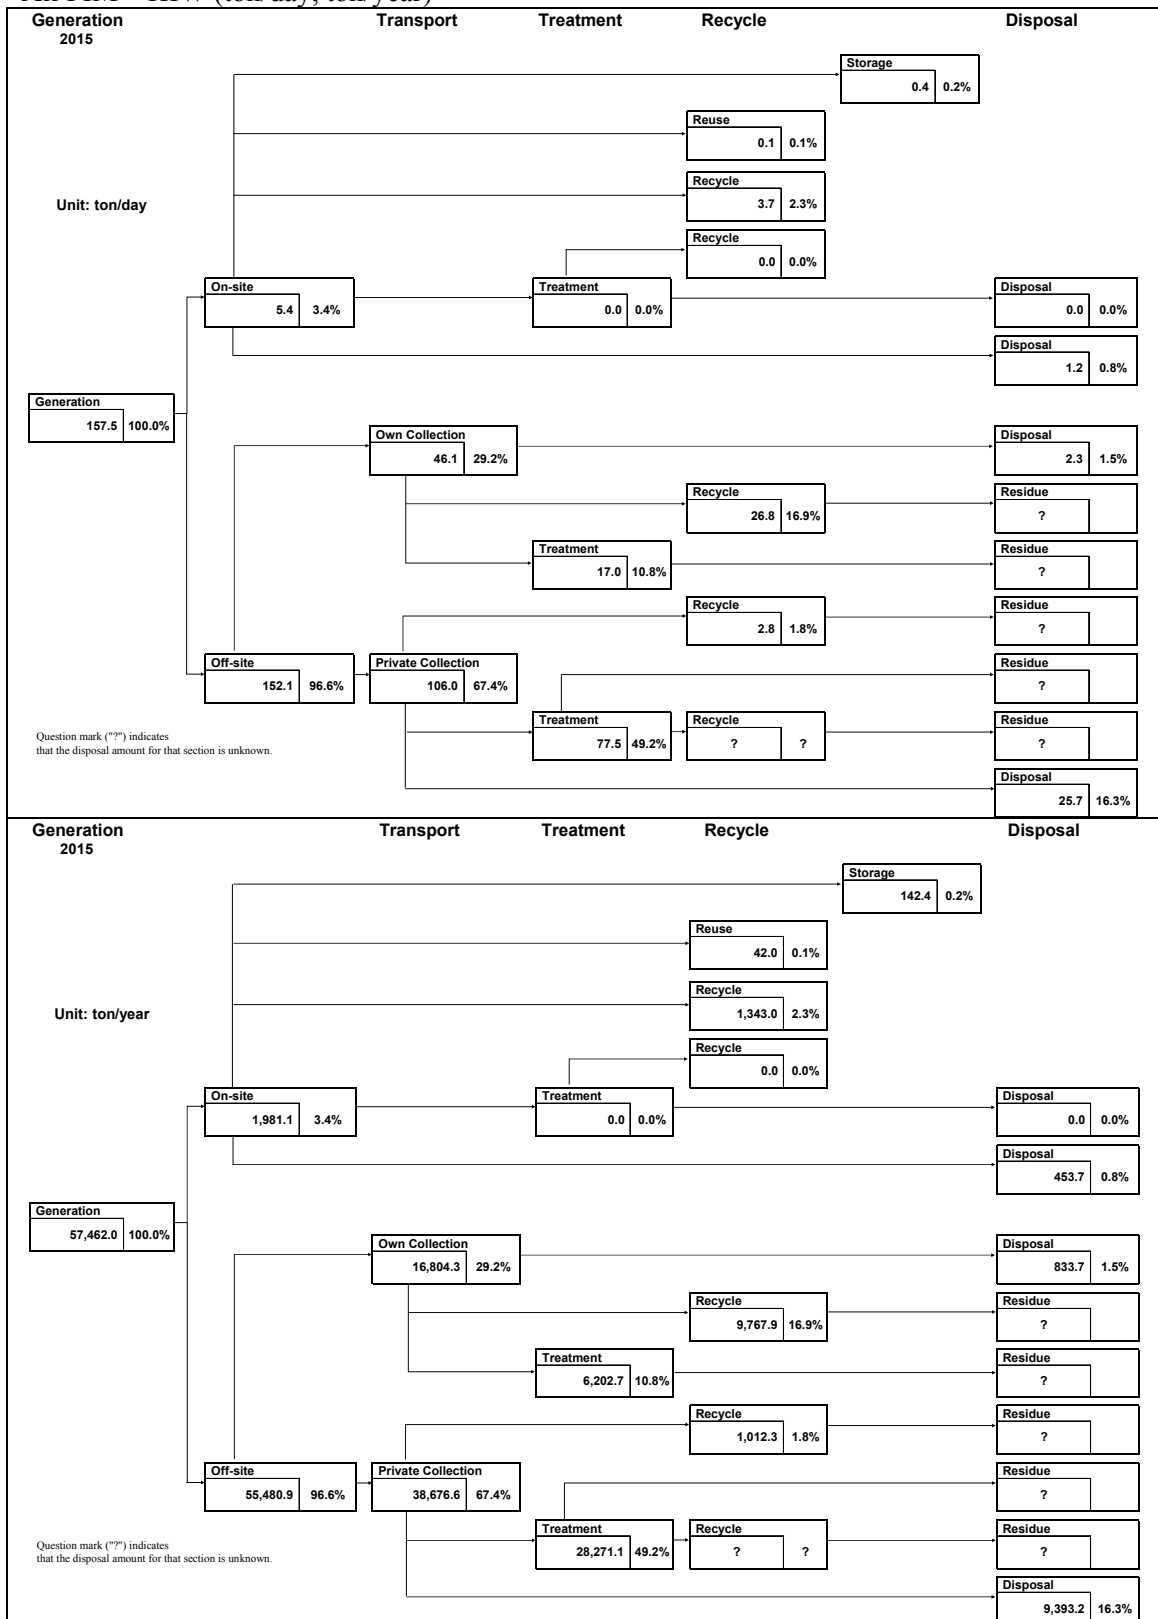 Generation Transport Treatment Recycle Disposal
2015
Storage
0.4 0.2%
Reuse
0.1 0.1%
Recycle
3.7 2.3%
Unit: ton/day
Recycle
0.0 0.0%
On-site Treatment Disposal
5.4 3.4% 0.0 0.0% 0.0 0.0%
Disposal
1.2 0.8%
Generation
157.5 100.0%
Own Collection Disposal
46.1 29.2% 2.3 1.5%
Recycle Residue
26.8 16.9% ?
Treatment Residue
17.0 10.8% ?
Recycle Residue
2.8 1.8% ?
Off-site Private Collection Residue
152.1 96.6% 106.0 67.4% ?
Treatment Recycle Residue
77.5 49.2% ? ? ?
Question mark ("?") indicates
that the disposal amount for that section is unknown.
Disposal
25.7 16.3%
Generation Transport Treatment Recycle Disposal
2015
Storage
142.4 0.2%
Reuse
42.0 0.1%
Recycle
1,343.0 2.3%
Unit: ton/year
Recycle
0.0 0.0%
On-site Treatment Disposal
1,981.1 3.4% 0.0 0.0% 0.0 0.0%
Disposal
453.7 0.8%
Generation
57,462.0 100.0%
Own Collection Disposal
16,804.3 29.2% 833.7 1.5%
Recycle Residue
9,767.9 16.9% ?
Treatment Residue
6,202.7 10.8% ?
Recycle Residue
1,012.3 1.8% ?
Off-site Private Collection Residue
55,480.9 96.6% 38,676.6 67.4% ?
Treatment Recycle Residue
28,271.1 49.2% ? ? ?
Question mark ("?") indicates
that the disposal amount for that section is unknown.
Disposal
9,393.2 16.3%